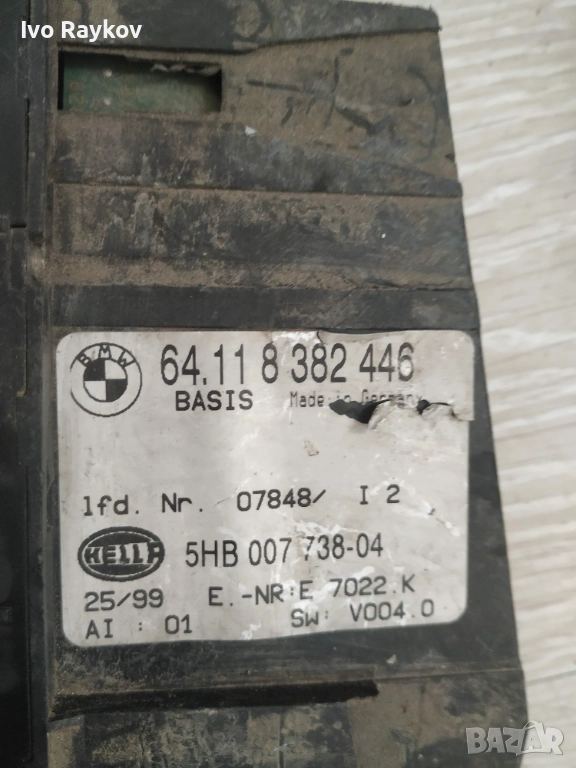 Ivo Raykov
BMW
64.11 8 382 446
BASIS Made in Germany
lfd. Nr. 07848/ I 2
HELLA 5HB 007 738-04
25/99 E.-NR:E 7022.K
AI : 01 SW: V004.0
BAZAR